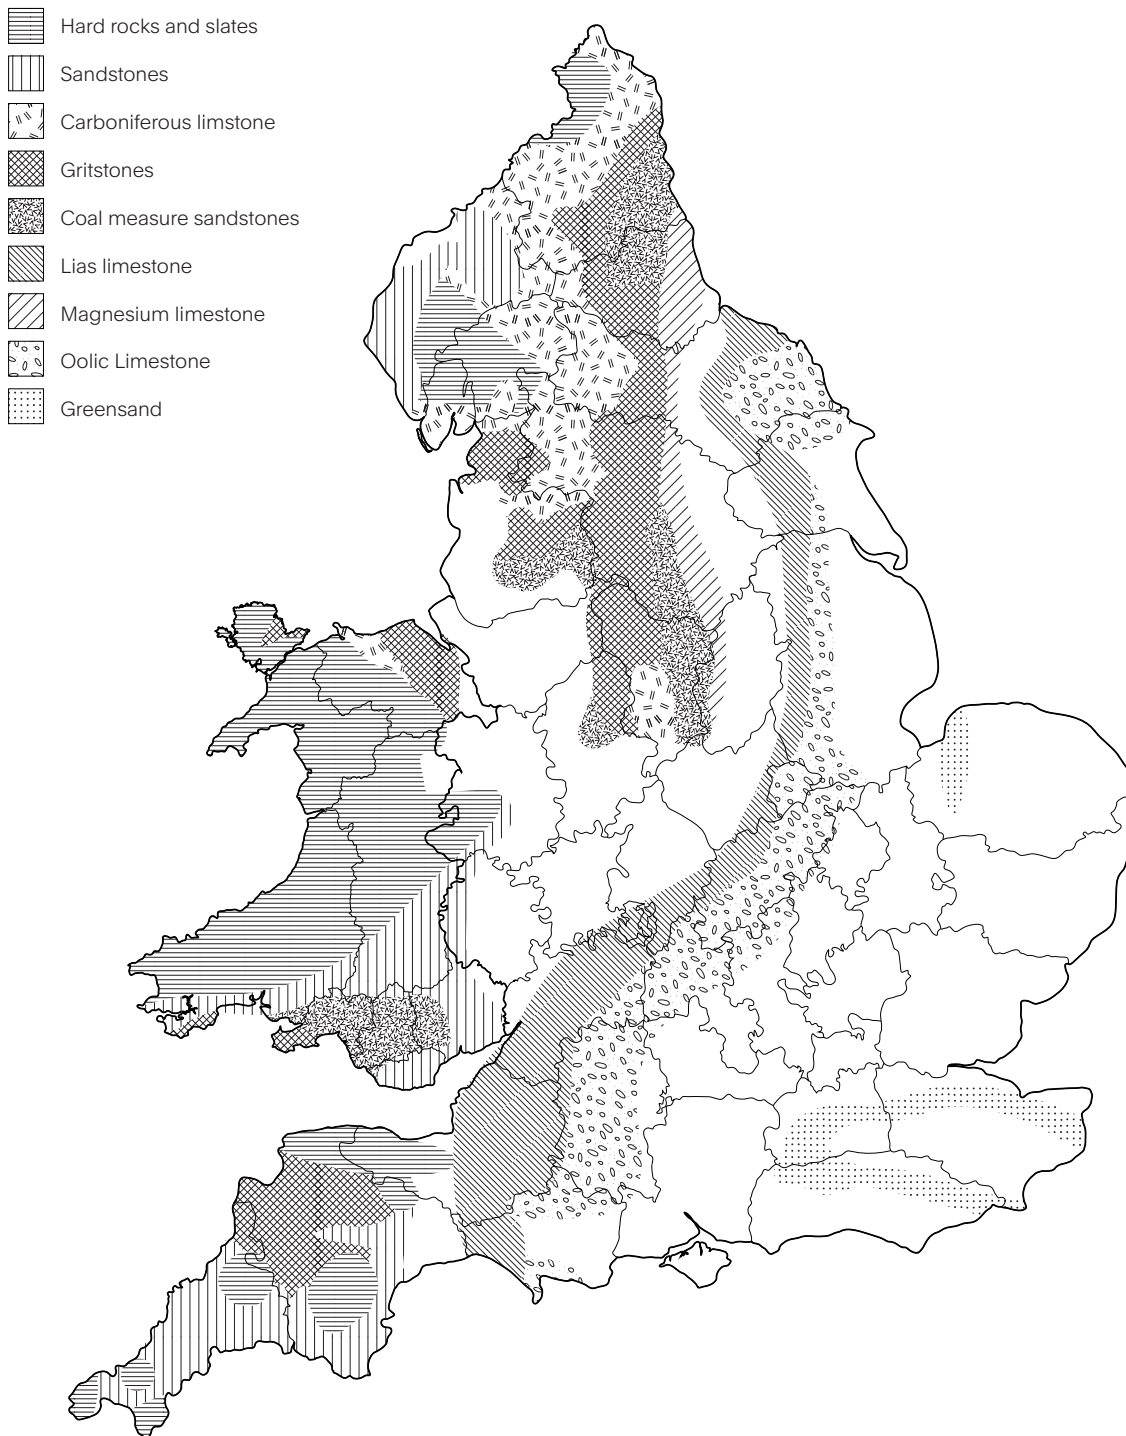 Hard rocks and slates
Sandstones
Carboniferous limstone
Gritstones
Coal measure sandstones
Lias limestone
Magnesium limestone
Oolic Limestone
Greensand